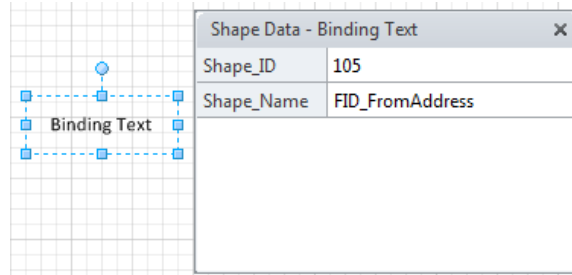 Shape Data - Binding Text
Shape_ID 105
Shape_Name FID_FromAddress
Binding Text